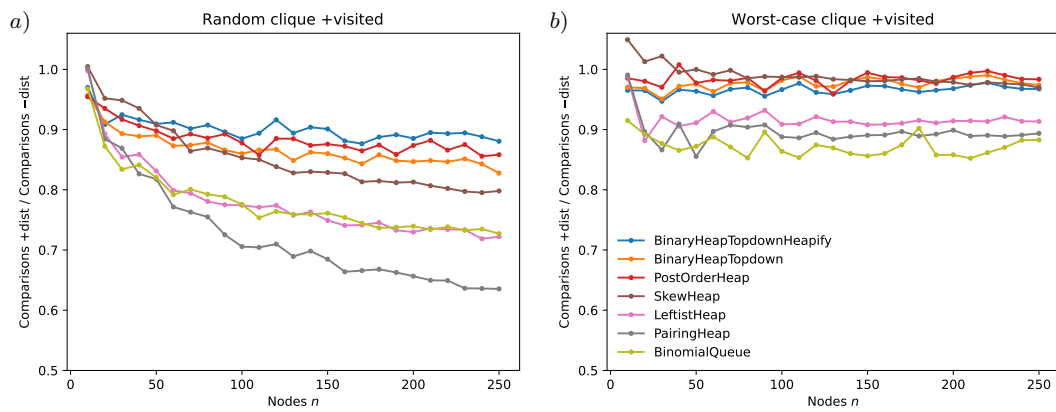 a)
Random clique +visited
Comparisons +dist / Comparisons −dist
1.0
0.9
0.8
0.7
0.6
0.5
0
50
100
150
200
250
Nodes n
b)
Worst-case clique +visited
Comparisons +dist / Comparisons −dist
1.0
0.9
0.8
0.7
0.6
0.5
BinaryHeapTopdownHeapify
BinaryHeapTopdown
PostOrderHeap
SkewHeap
LeftistHeap
PairingHeap
BinomialQueue
0
50
100
150
200
250
Nodes n